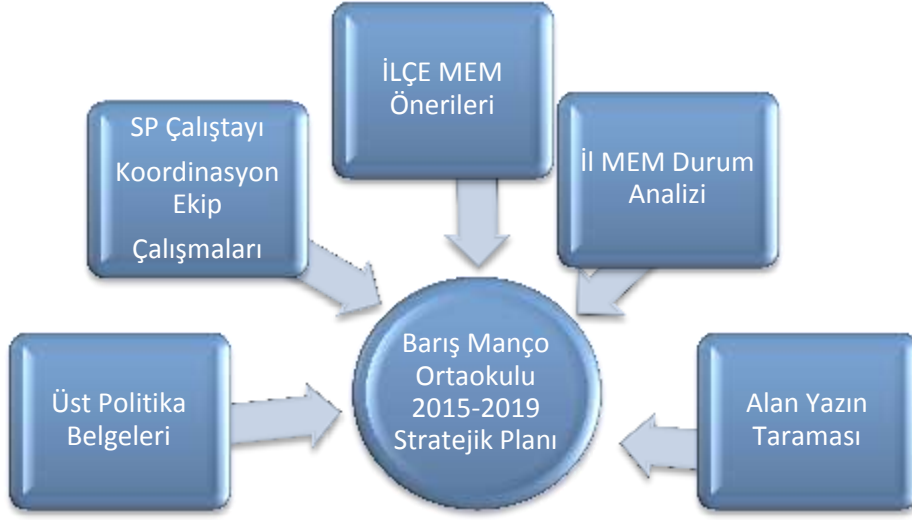 İLÇE MEM
Önerileri
SP Çalıştayı
Koordinasyon
Ekip
Çalışmaları
İl MEM Durum
Analizi
Barış Manço
Ortaokulu
2015-2019
Stratejik Planı
Üst Politika
Belgeleri
Alan Yazın
Taraması